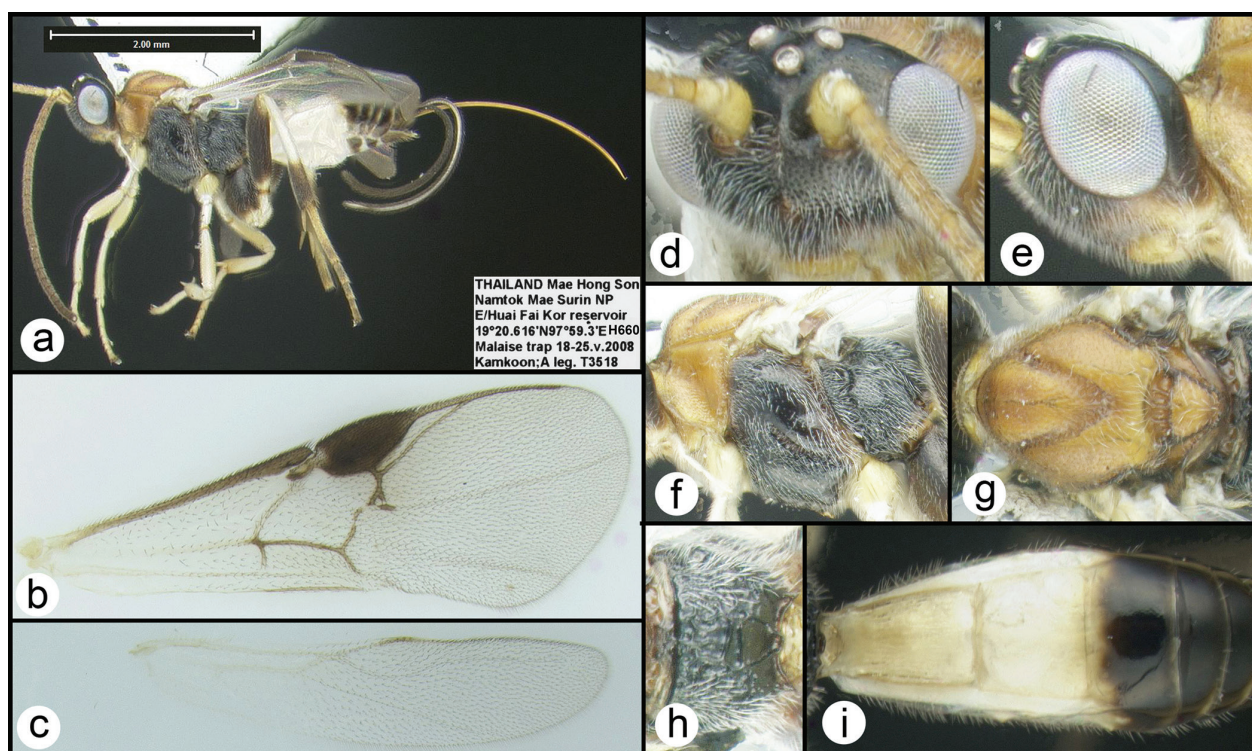 2.00 mm
THAILAND Mae Hong Son
Namtok Mae Surin NP
E/Huai Fai Kor reservoir
19°20.616'N97°59.3'EH660
Malaise trap 18-25.v.2008
Kamkoon;A leg. T3518
a
b
c
d
e
f
g
h
i